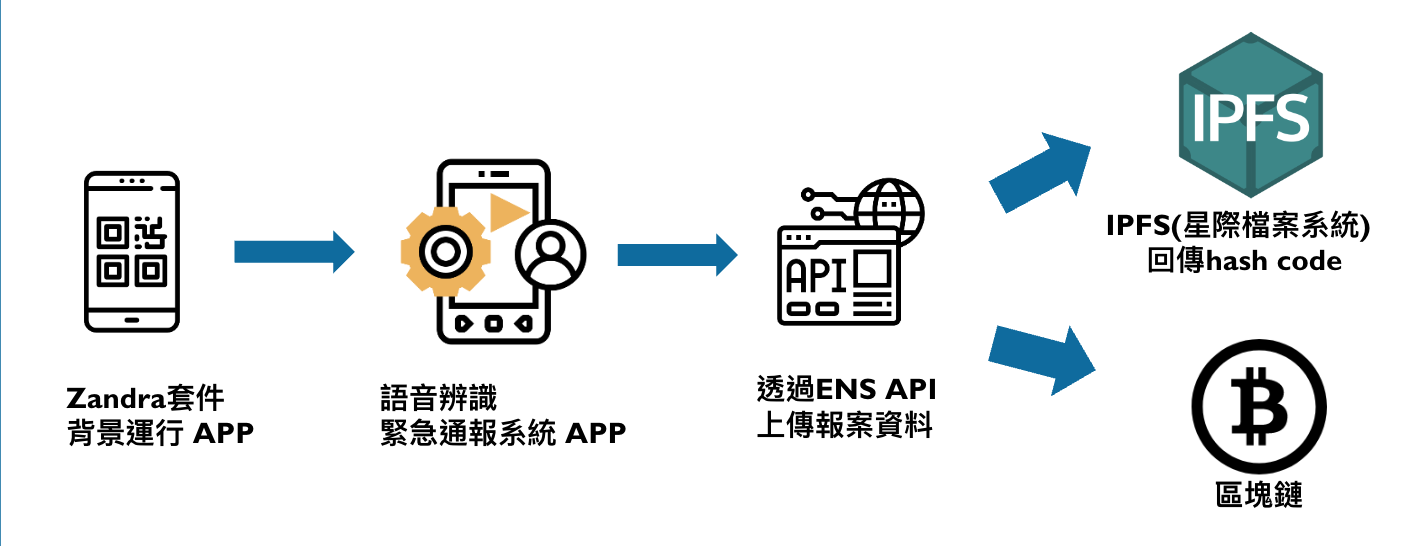 Zandra套件
背景運行 APP
語音辨識
緊急通報系統 APP
API
透過ENS API
上傳報案資料
IPFS
IPFS(星際檔案系統)
回傳hash code
區塊鏈